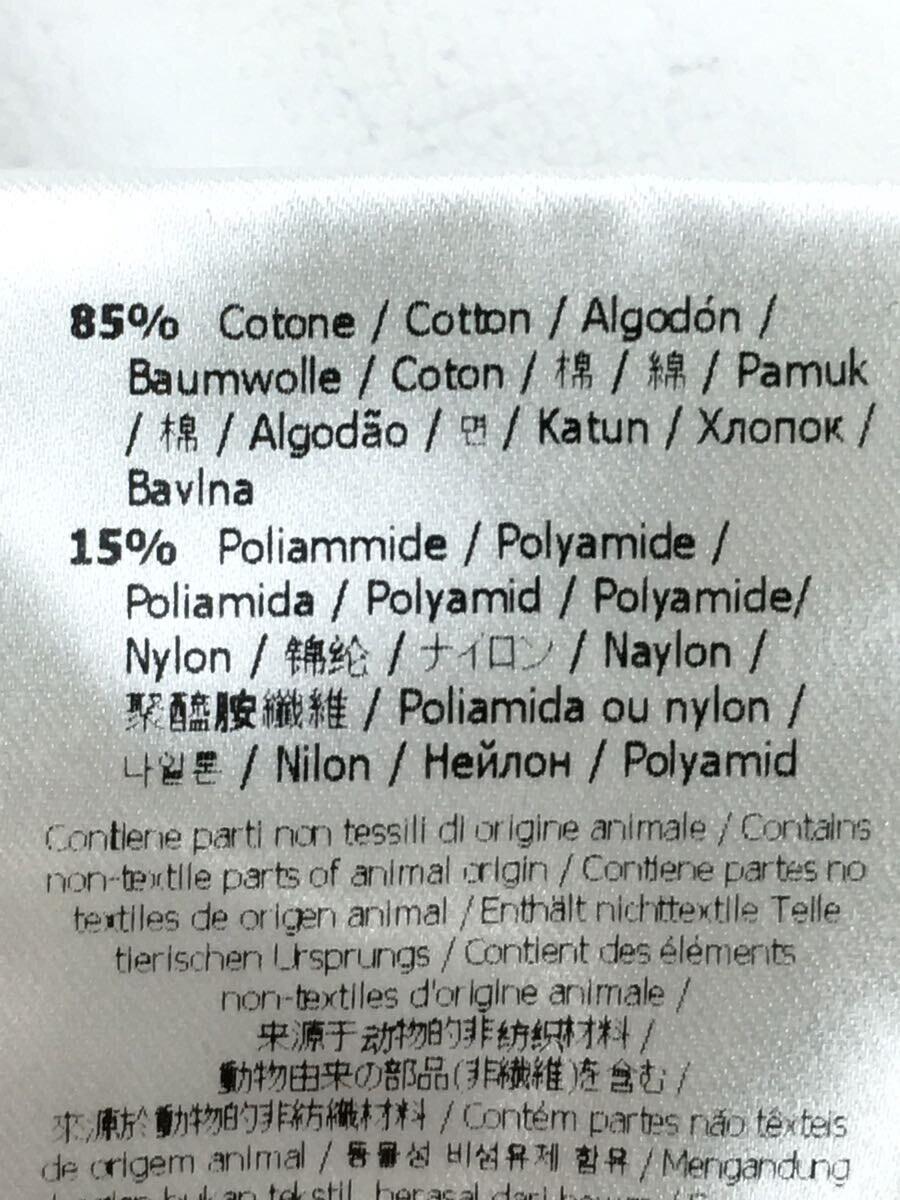 85% Cotone / Cotton / Algodón /
Baumwolle / Coton / 棉 / 綿 / Pamuk
/ 棉 / Algodão / 면 / Katun / Хлопок /
Bavlna
15% Poliammide / Polyamide /
Poliamida / Polyamid / Polyamide/
Nylon / 锦纶 / ナイロン / Naylon /
聚醯胺纖維 / Poliamida ou nylon /
나일론 / Nilon / Нейлон / Polyamid
Contiene parti non tessili di origine animale / Contains
non-textile parts of animal origin / Contiene partes no
textiles de origen animal / Enthält nichttextile Teile
tierischen Ursprungs / Contient des éléments
non-textiles d'origine animale /
来源于动物的非纺织材料 /
動物由来の部品(非繊維)を含む /
來源於動物的非紡織材料 / Contém partes não têxteis
de origem animal / 동물성 비섬유제 함유 / Mengandung
bukan tekstil berasal dari